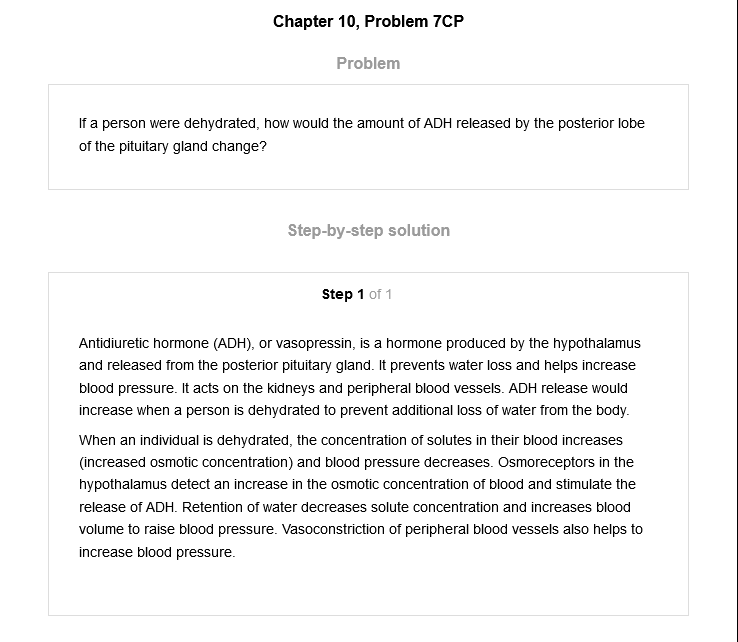 Chapter 10, Problem 7CP
Problem
If a person were dehydrated, how would the amount of ADH released by the posterior lobe
of the pituitary gland change?
Step-by-step solution
Step 1 of 1
Antidiuretic hormone (ADH), or vasopressin, is a hormone produced by the hypothalamus
and released from the posterior pituitary gland. It prevents water loss and helps increase
blood pressure. It acts on the kidneys and peripheral blood vessels. ADH release would
increase when a person is dehydrated to prevent additional loss of water from the body.
When an individual is dehydrated, the concentration of solutes in their blood increases
(increased osmotic concentration) and blood pressure decreases. Osmoreceptors in the
hypothalamus detect an increase in the osmotic concentration of blood and stimulate the
release of ADH. Retention of water decreases solute concentration and increases blood
volume to raise blood pressure. Vasoconstriction of peripheral blood vessels also helps to
increase blood pressure.